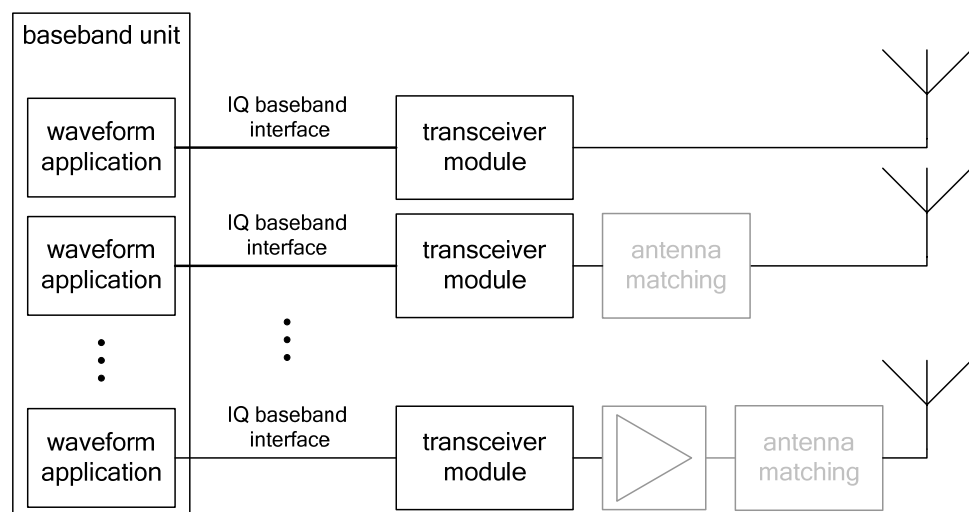 baseband unit
waveform
application
IQ baseband
interface
transceiver
module
waveform
application
IQ baseband
interface
transceiver
module
antenna
matching
waveform
application
IQ baseband
interface
transceiver
module
antenna
matching